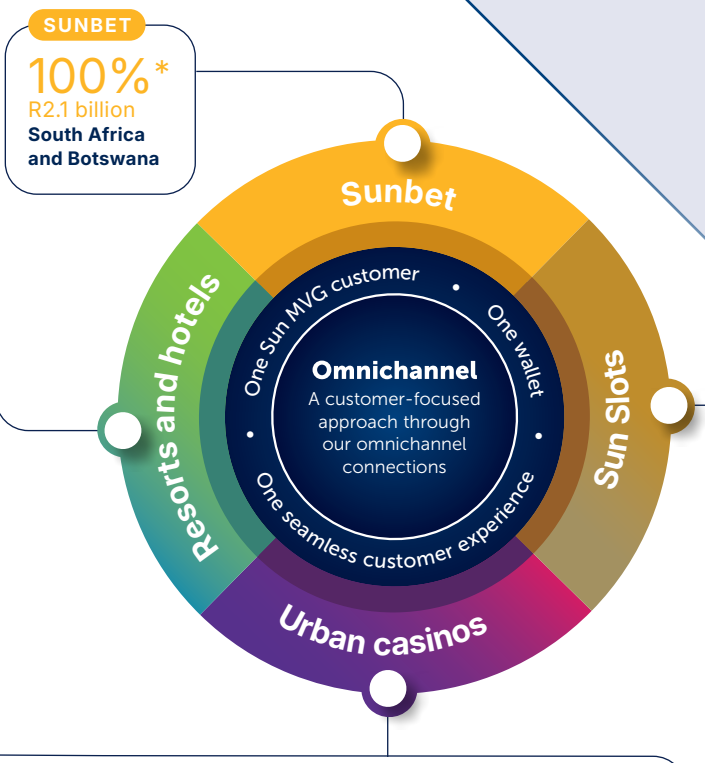 SUNBET
100%*
R2.1 billion
South Africa
and Botswana
Sunbet
Resorts and hotels
Sun Slots
Urban casinos
One Sun MVG customer
•
One wallet
•
One seamless customer experience
•
Omnichannel
A customer-focused
approach through
our omnichannel
connections